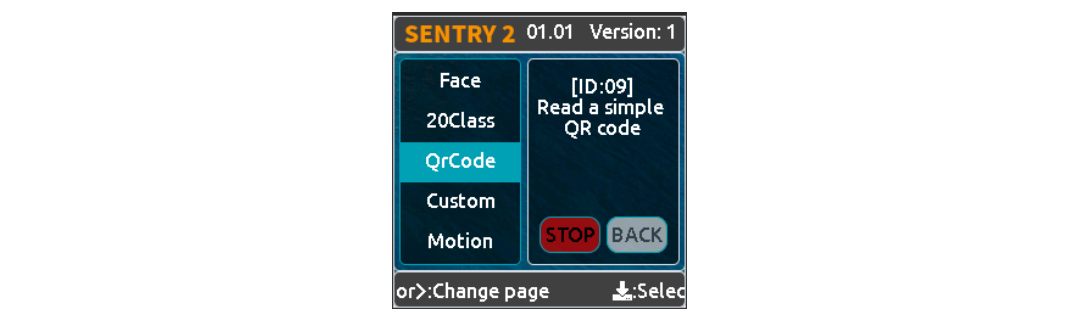 SENTRY 2 01.01 Version: 1
Face
20Class
QrCode
Custom
Motion
[ID:09]
Read a simple
QR code
STOP BACK
or>:Change page :Selec